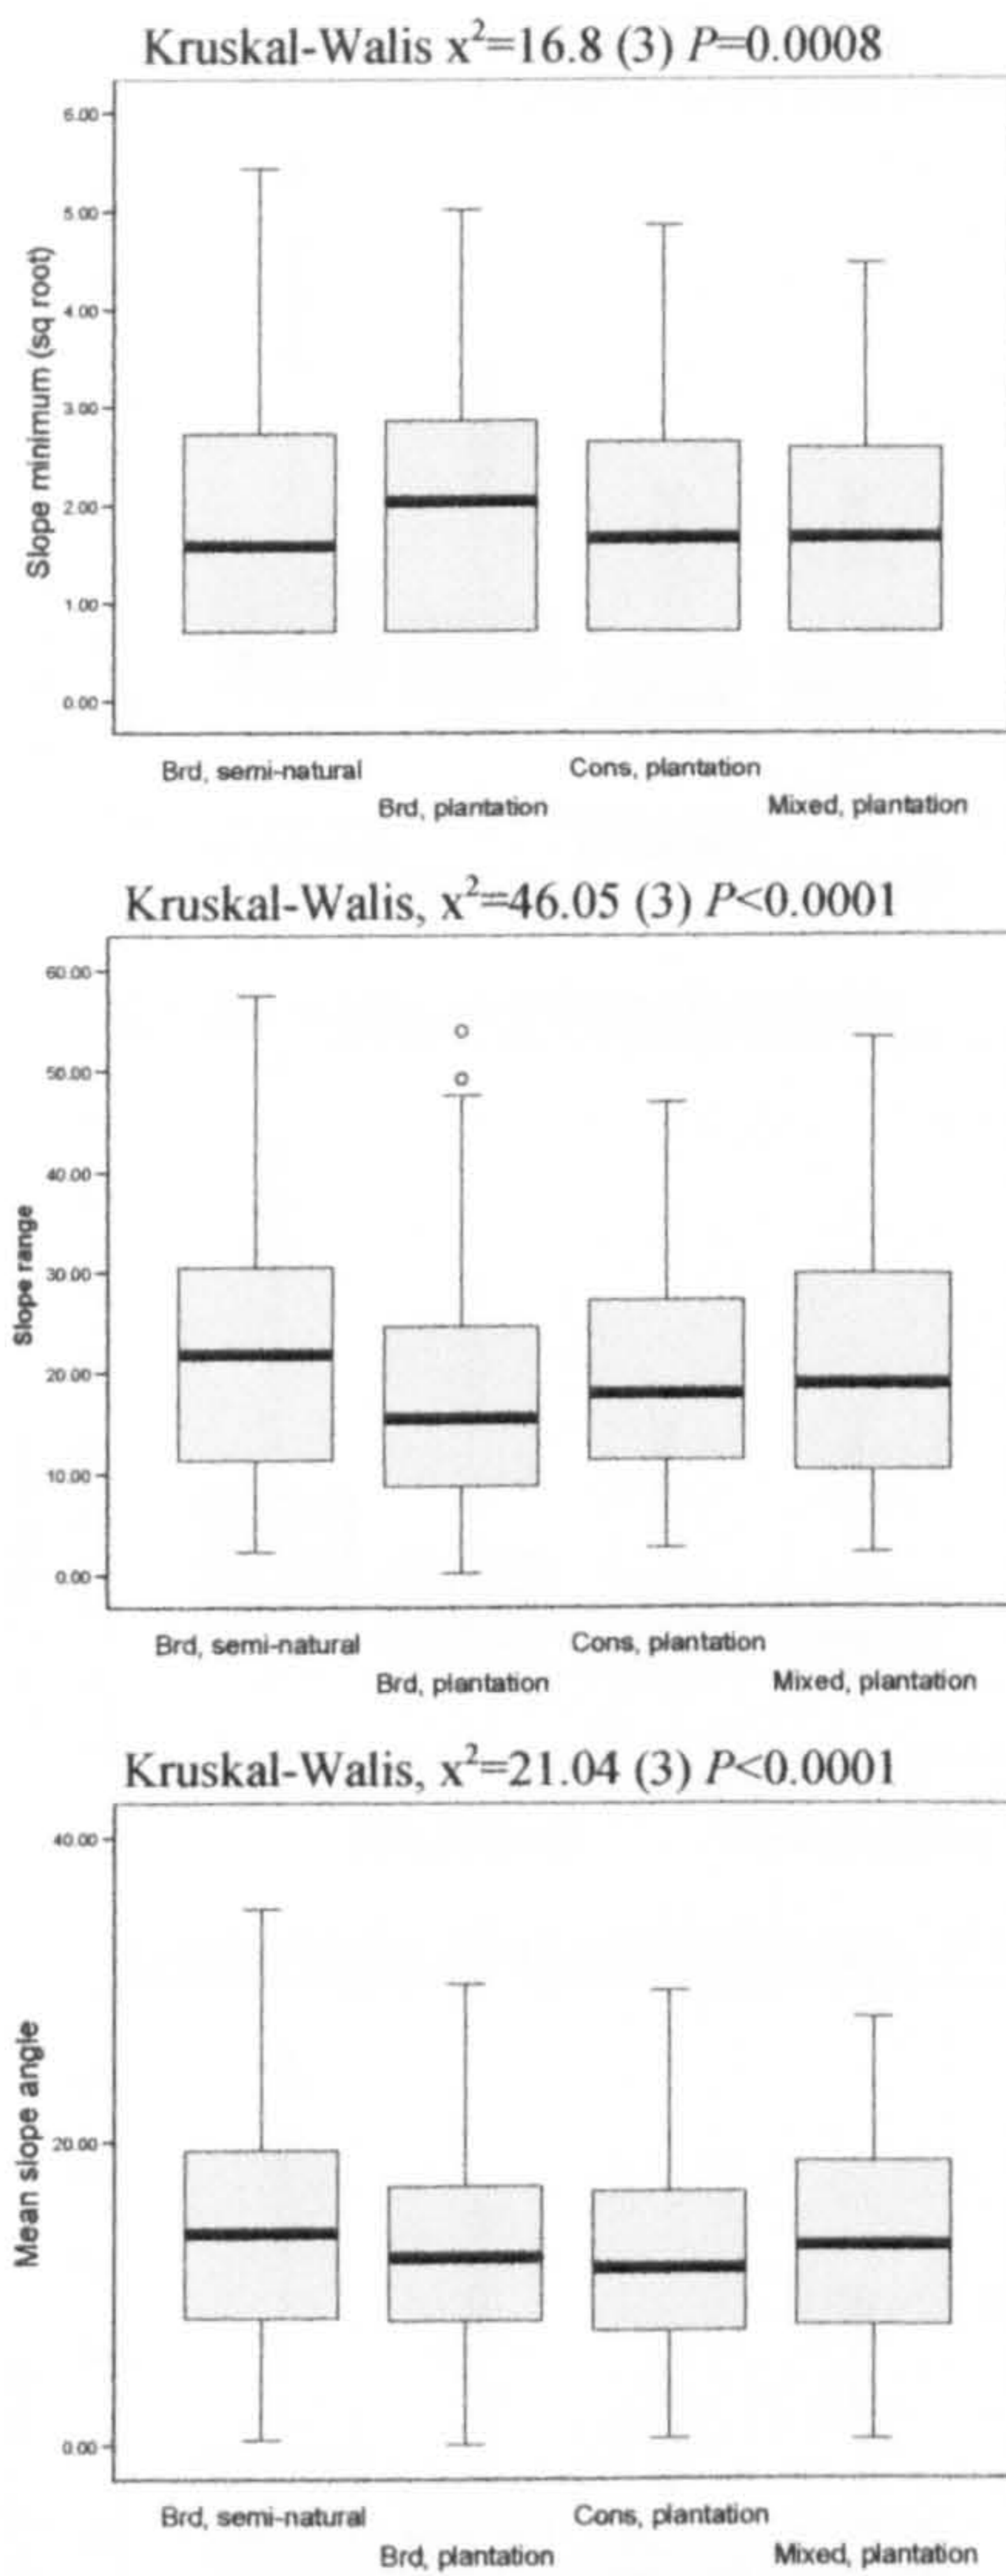 Kruskal-Walis x²=16.8 (3) P=0.0008
6.00
5.00
4.00
3.00
2.00
1.00
0.00
Slope minimum (sq root)
Brd, semi-natural
Cons, plantation
Brd, plantation
Mixed, plantation
Kruskal-Walis, x²=46.05 (3) P<0.0001
60.00
50.00
40.00
30.00
20.00
10.00
0.00
Slope range
Brd, semi-natural
Cons, plantation
Brd, plantation
Mixed, plantation
Kruskal-Walis, x²=21.04 (3) P<0.0001
40.00
20.00
0.00
Mean slope angle
Brd, semi-natural
Cons, plantation
Brd, plantation
Mixed, plantation